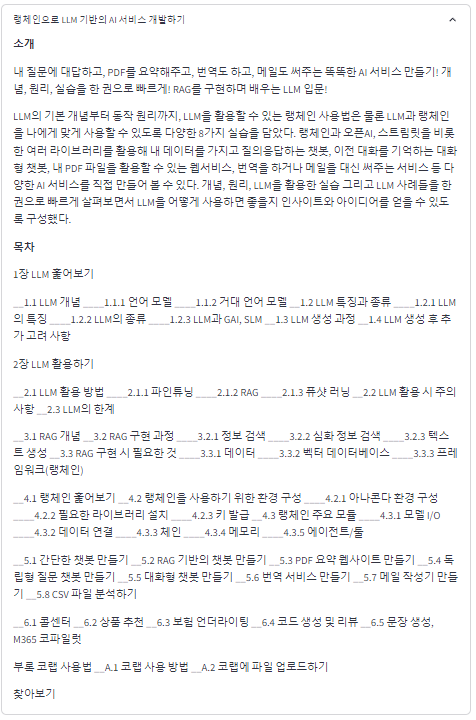 랭체인으로 LLM 기반의 AI 서비스 개발하기
소개
내 질문에 대답하고, PDF를 요약해주고, 번역도 하고, 메일도 써주는 똑똑한 AI 서비스 만들기! 개
념, 원리, 실습을 한 권으로 빠르게! RAG를 구현하며 배우는 LLM 입문!
LLM의 기본 개념부터 동작 원리까지, LLM을 활용할 수 있는 랭체인 사용법은 물론 LLM과 랭체인
을 나에게 맞게 사용할 수 있도록 다양한 8가지 실습을 담았다. 랭체인과 오픈AI, 스트림릿을 비롯
한 여러 라이브러리를 활용해 내 데이터를 가지고 질의응답하는 챗봇, 이전 대화를 기억하는 대화
형 챗봇, 내 PDF 파일을 활용할 수 있는 웹서비스, 번역을 하거나 메일을 대신 써주는 서비스 등 다
양한 AI 서비스를 직접 만들어 볼 수 있다. 개념, 원리, LLM을 활용한 실습 그리고 LLM 사례들을 한
권으로 빠르게 살펴보면서 LLM을 어떻게 사용하면 좋을지 인사이트와 아이디어를 얻을 수 있도
록 구성했다.
목차
1장 LLM 훑어보기
__1.1 LLM 개념 ____1.1.1 언어 모델 ____1.1.2 거대 언어 모델 __1.2 LLM 특징과 종류 ____1.2.1 LLM
의 특징 ____1.2.2 LLM의 종류 ____1.2.3 LLM과 GAI, SLM __1.3 LLM 생성 과정 __1.4 LLM 생성 후 추
가 고려 사항
2장 LLM 활용하기
__2.1 LLM 활용 방법 ____2.1.1 파인튜닝 ____2.1.2 RAG ____2.1.3 퓨샷 러닝 __2.2 LLM 활용 시 주의
사항 __2.3 LLM의 한계
__3.1 RAG 개념 __3.2 RAG 구현 과정 ____3.2.1 정보 검색 ____3.2.2 심화 정보 검색 ____3.2.3 텍스
트 생성 __3.3 RAG 구현 시 필요한 것 ____3.3.1 데이터 ____3.3.2 벡터 데이터베이스 ____3.3.3 프레
임워크(랭체인)
__4.1 랭체인 훑어보기 __4.2 랭체인을 사용하기 위한 환경 구성 ____4.2.1 아나콘다 환경 구성
____4.2.2 필요한 라이브러리 설치 ____4.2.3 키 발급 __4.3 랭체인 주요 모듈 ____4.3.1 모델 I/O
____4.3.2 데이터 연결 ____4.3.3 체인 ____4.3.4 메모리 ____4.3.5 에이전트/툴
__5.1 간단한 챗봇 만들기 __5.2 RAG 기반의 챗봇 만들기 __5.3 PDF 요약 웹사이트 만들기 __5.4 독
립형 질문 챗봇 만들기 __5.5 대화형 챗봇 만들기 __5.6 번역 서비스 만들기 __5.7 메일 작성기 만들
기 __5.8 CSV 파일 분석하기
__6.1 콜센터 __6.2 상품 추천 __6.3 보험 언더라이팅 __6.4 코드 생성 및 리뷰 __6.5 문장 생성,
M365 코파일럿
부록 코랩 사용법 __A.1 코랩 사용 방법 __A.2 코랩에 파일 업로드하기
찾아보기